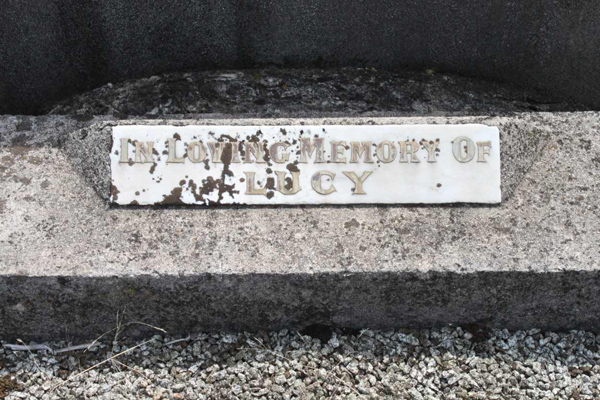 In Loving Memory Of
LUCY